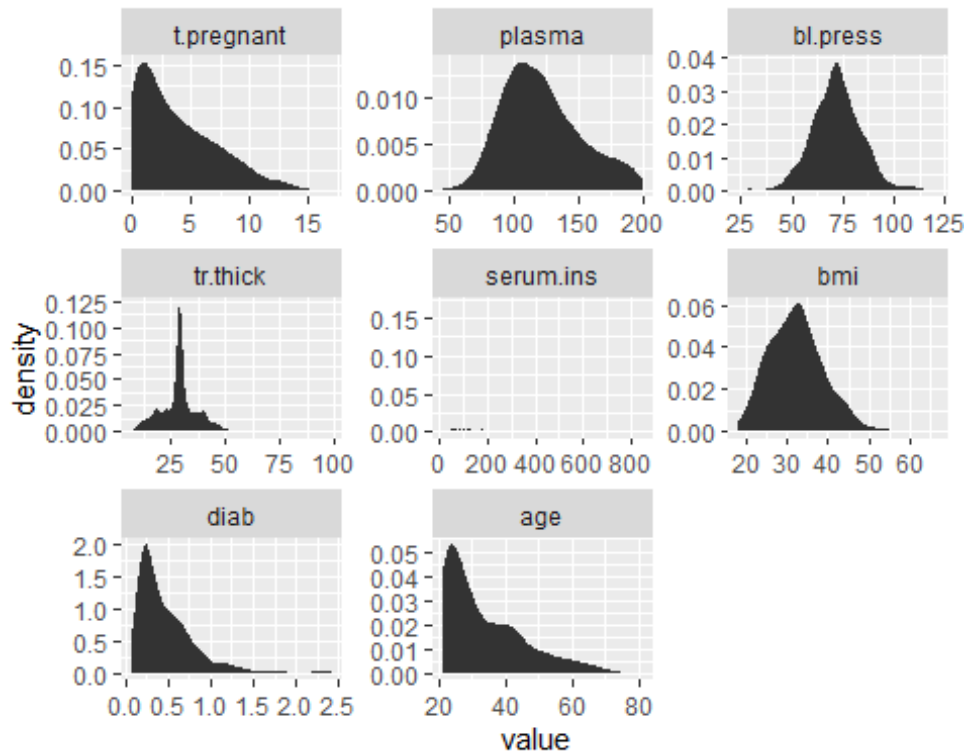 t.pregnant
0.15
0.10
0.05
0.00
0 5 10 15
plasma
0.010
0.005
0.000
50 100 150 200
bl.press
0.04
0.03
0.02
0.01
0.00
25 50 75 100 125
density
tr.thick
0.125
0.100
0.075
0.050
0.025
0.000
25 50 75 100
serum.ins
0.15
0.10
0.05
0.00
0 200 400 600 800
bmi
0.06
0.04
0.02
0.00
20 30 40 50 60
diab
2.0
1.5
1.0
0.5
0.0
0.0 0.5 1.0 1.5 2.0 2.5
age
0.05
0.04
0.03
0.02
0.01
0.00
20 40 60 80
value